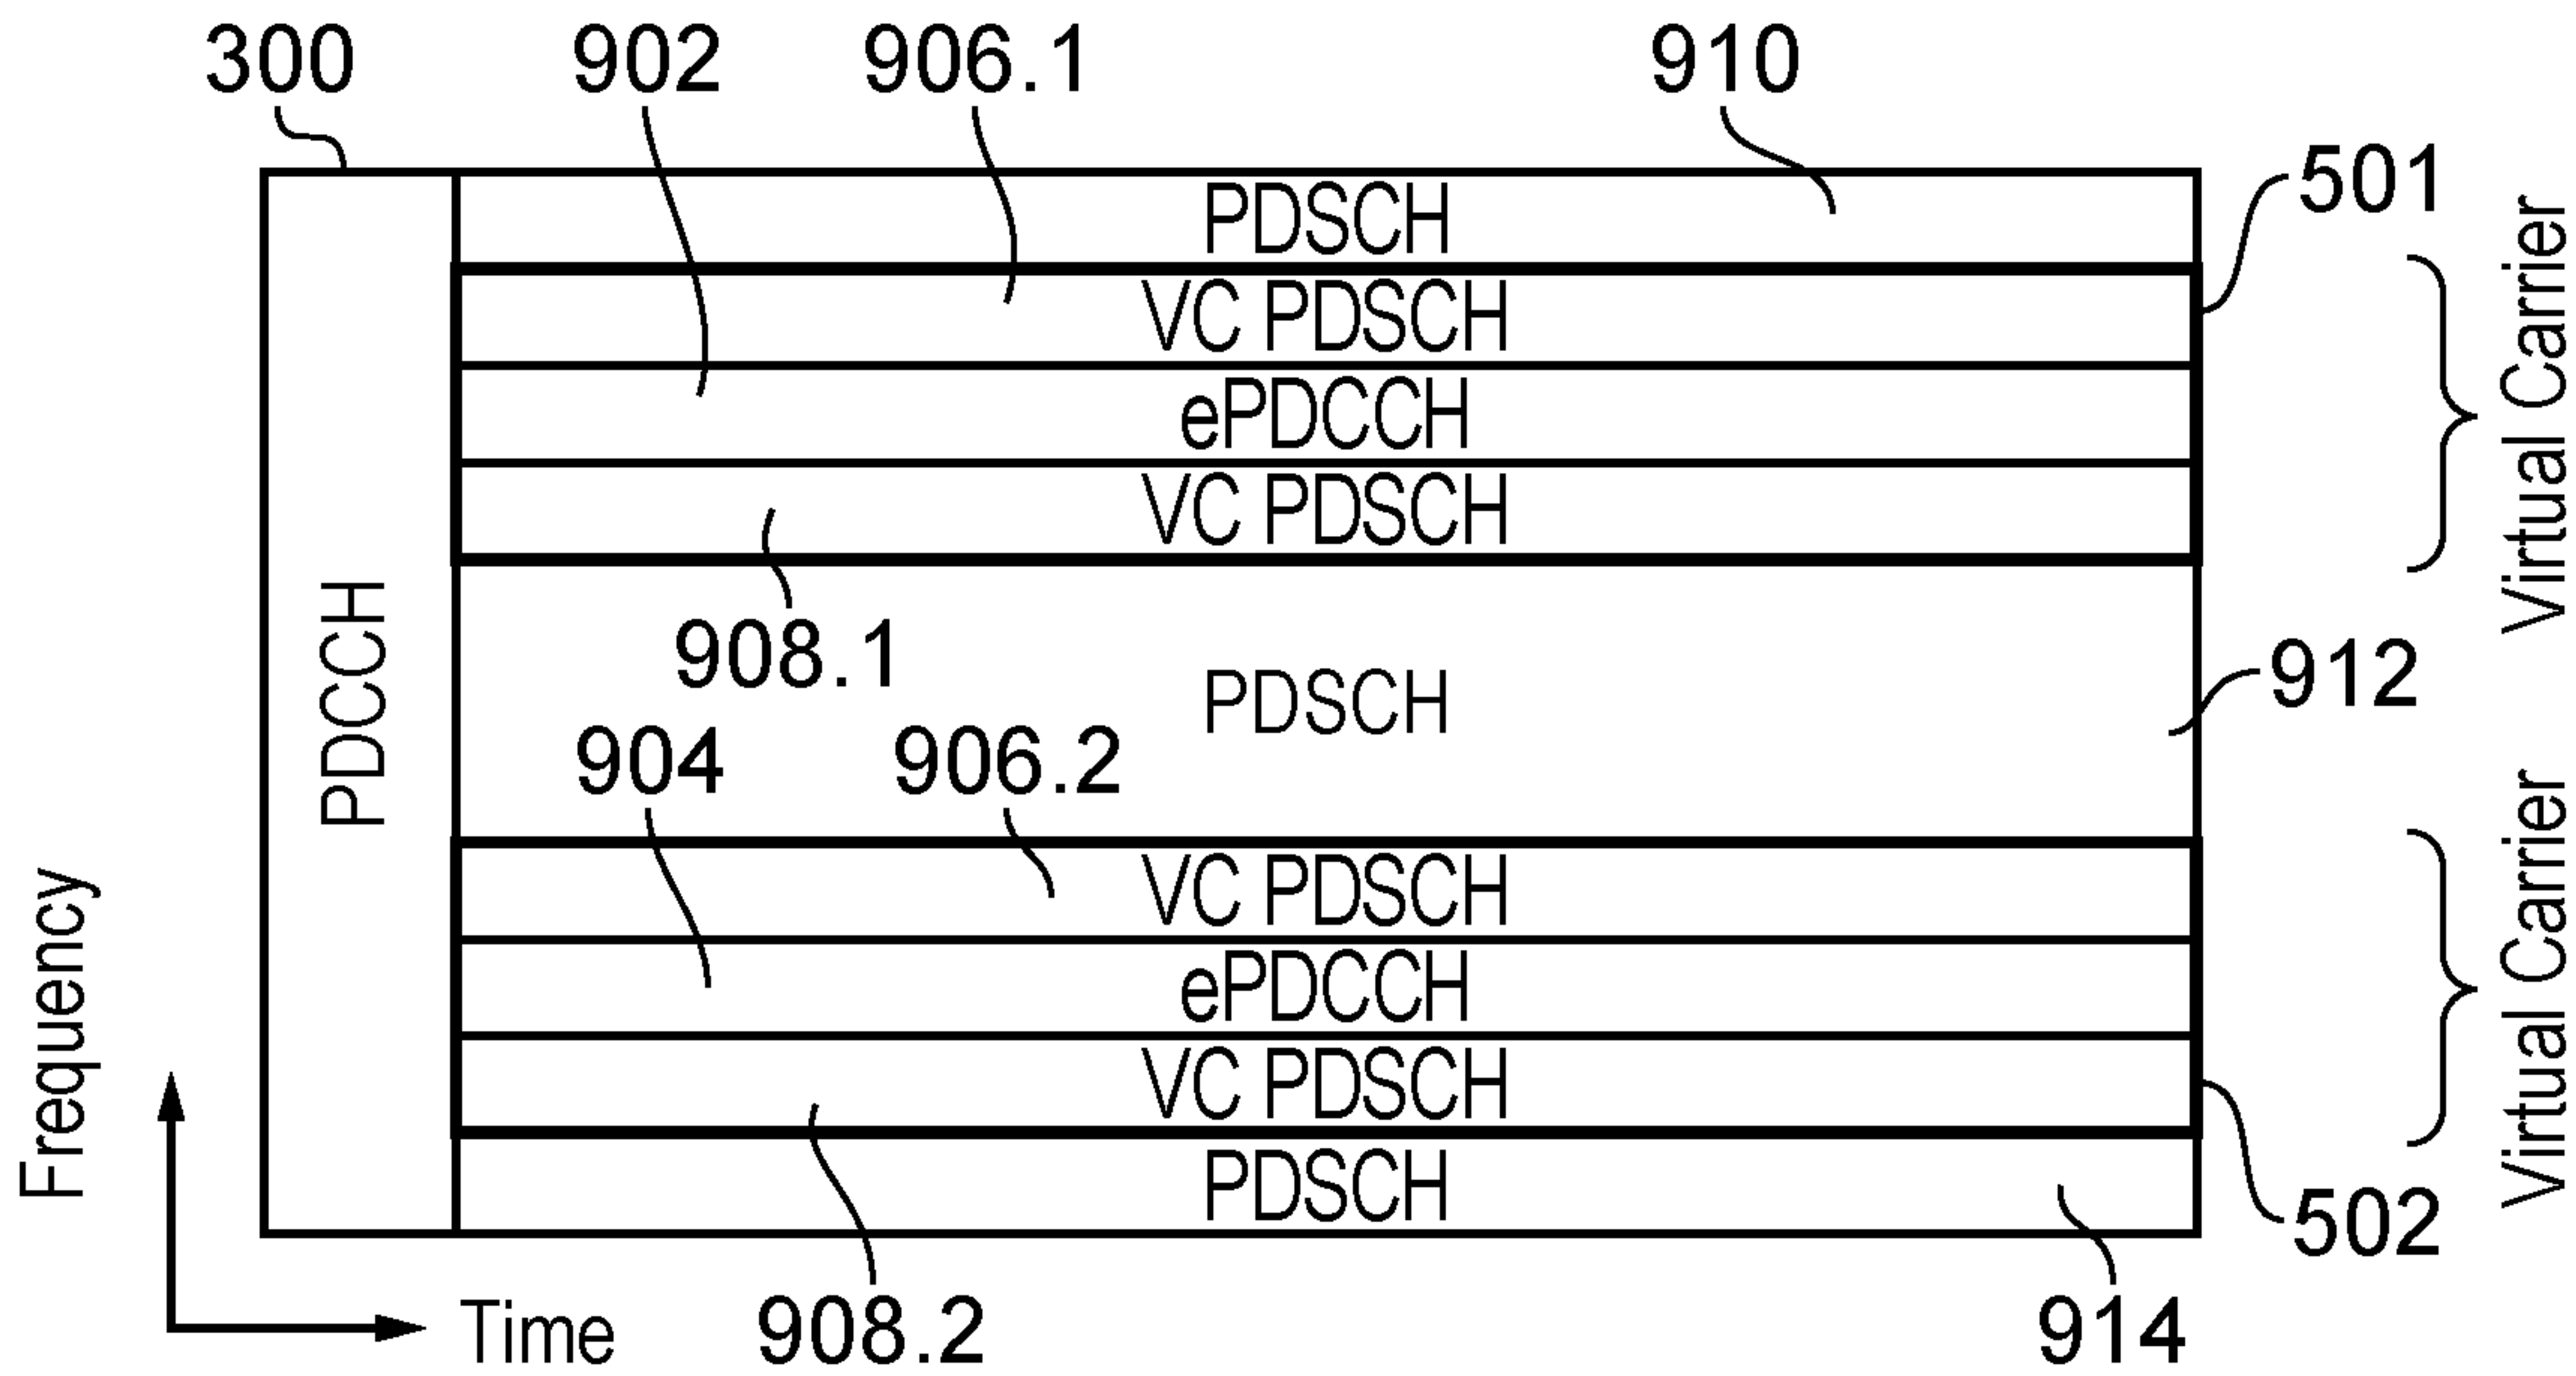 300 902 906.1 910
501
PDSCH
VC PDSCH
ePDCCH
VC PDSCH
Virtual Carrier
908.1
PDCCH
PDSCH
912
904 906.2
VC PDSCH
ePDCCH
VC PDSCH
Virtual Carrier
PDSCH
502
Frequency
Time
908.2
914